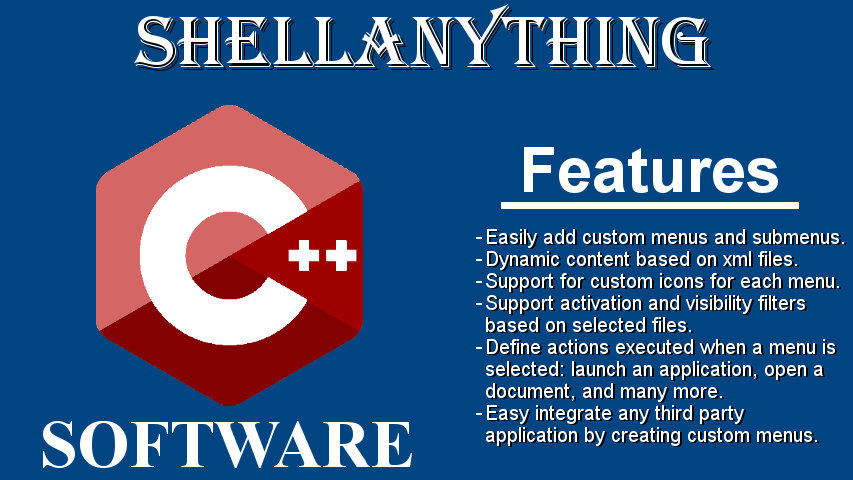 SHELLANYTHING
C++
SOFTWARE
Features
-Easily add custom menus and submenus.
-Dynamic content based on xml files.
-Support for custom icons for each menu.
-Support activation and visibility filters
based on selected files.
-Define actions executed when a menu is
selected: launch an application, open a
document, and many more.
-Easy integrate any third party
application by creating custom menus.